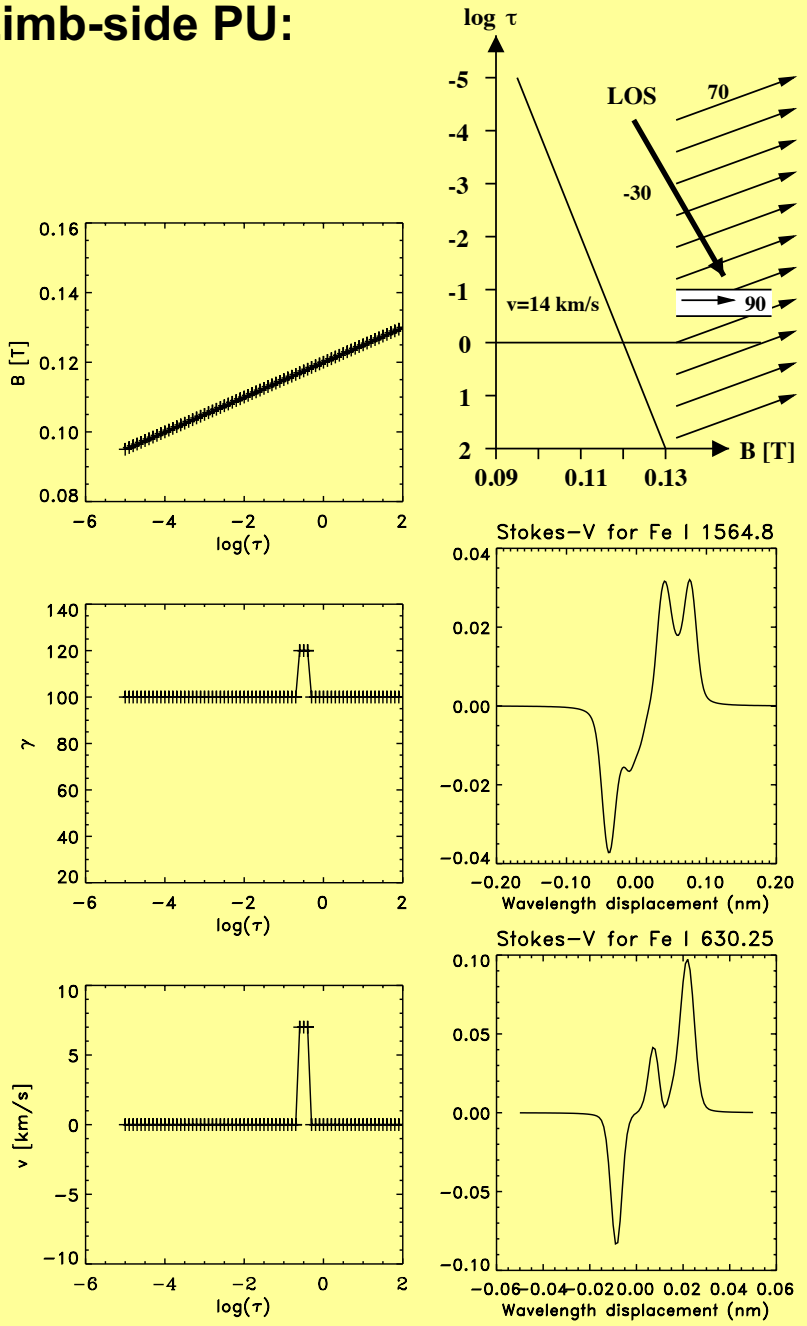 imb-side PU:
log τ
-5
-4
-3
-2
-1
0
1
2
LOS
70
-30
v=14 km/s
90
B [T]
0.09 0.11 0.13
0.16
0.14
0.12
0.10
0.08
B [T]
−6 −4 −2 0 2
log(τ)
Stokes−V for Fe I 1564.8
0.04
0.02
0.00
−0.02
−0.04
−0.20 −0.10 0.00 0.10 0.20
Wavelength displacement (nm)
140
120
100
80
60
40
20
γ
−6 −4 −2 0 2
log(τ)
Stokes−V for Fe I 630.25
0.10
0.05
0.00
−0.05
−0.10
−0.06−0.04−0.020.00 0.02 0.04 0.06
Wavelength displacement (nm)
10
5
0
−5
−10
v [km/s]
−6 −4 −2 0 2
log(τ)